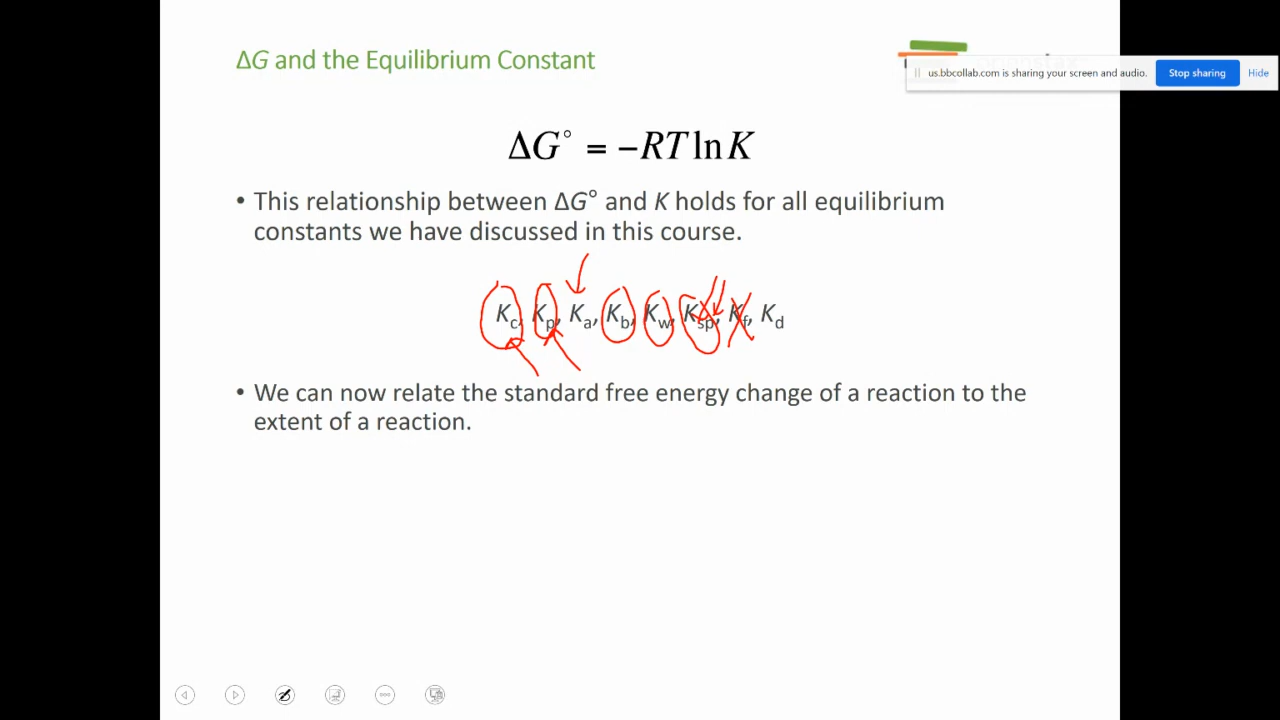 ΔG and the Equilibrium Constant
us.bbcollab.com is sharing your screen and audio. Stop sharing Hide
ΔG° = −RT ln K
• This relationship between ΔG° and K holds for all equilibrium
constants we have discussed in this course.
Kc, Kp, Ka, Kb, Kw, Ksp, Kf, Kd
• We can now relate the standard free energy change of a reaction to the
extent of a reaction.